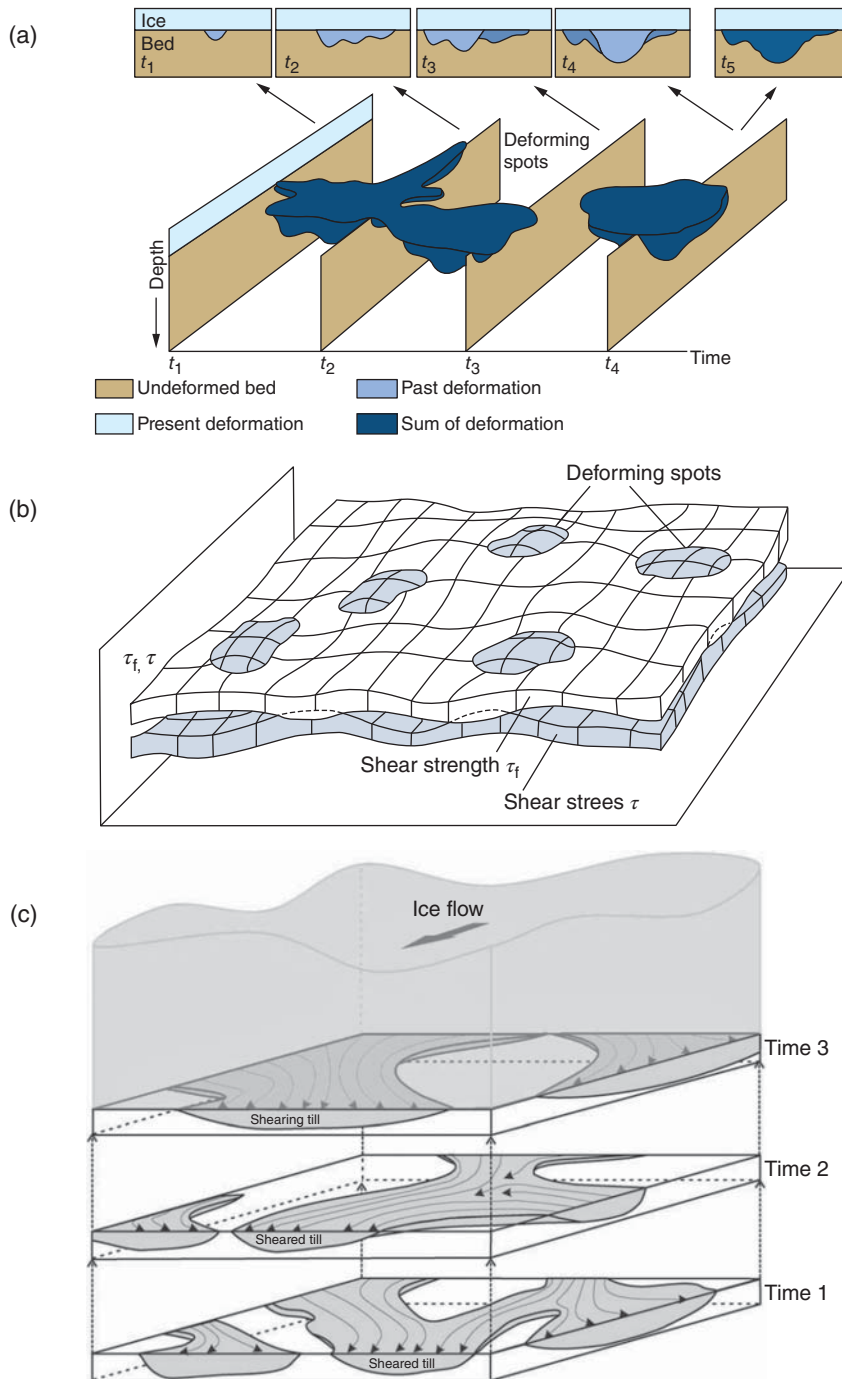 (a)
Ice
Bed
t1
t2
t3
t4
t5
Deforming
spots
Depth
t1
t2
t3
t4
Time
Undeformed bed
Past deformation
Present deformation
Sum of deformation
(b)
Deforming spots
τf, τ
Shear strength τf
Shear strees τ
(c)
Ice flow
Time 3
Shearing till
Time 2
Sheared till
Time 1
Sheared till